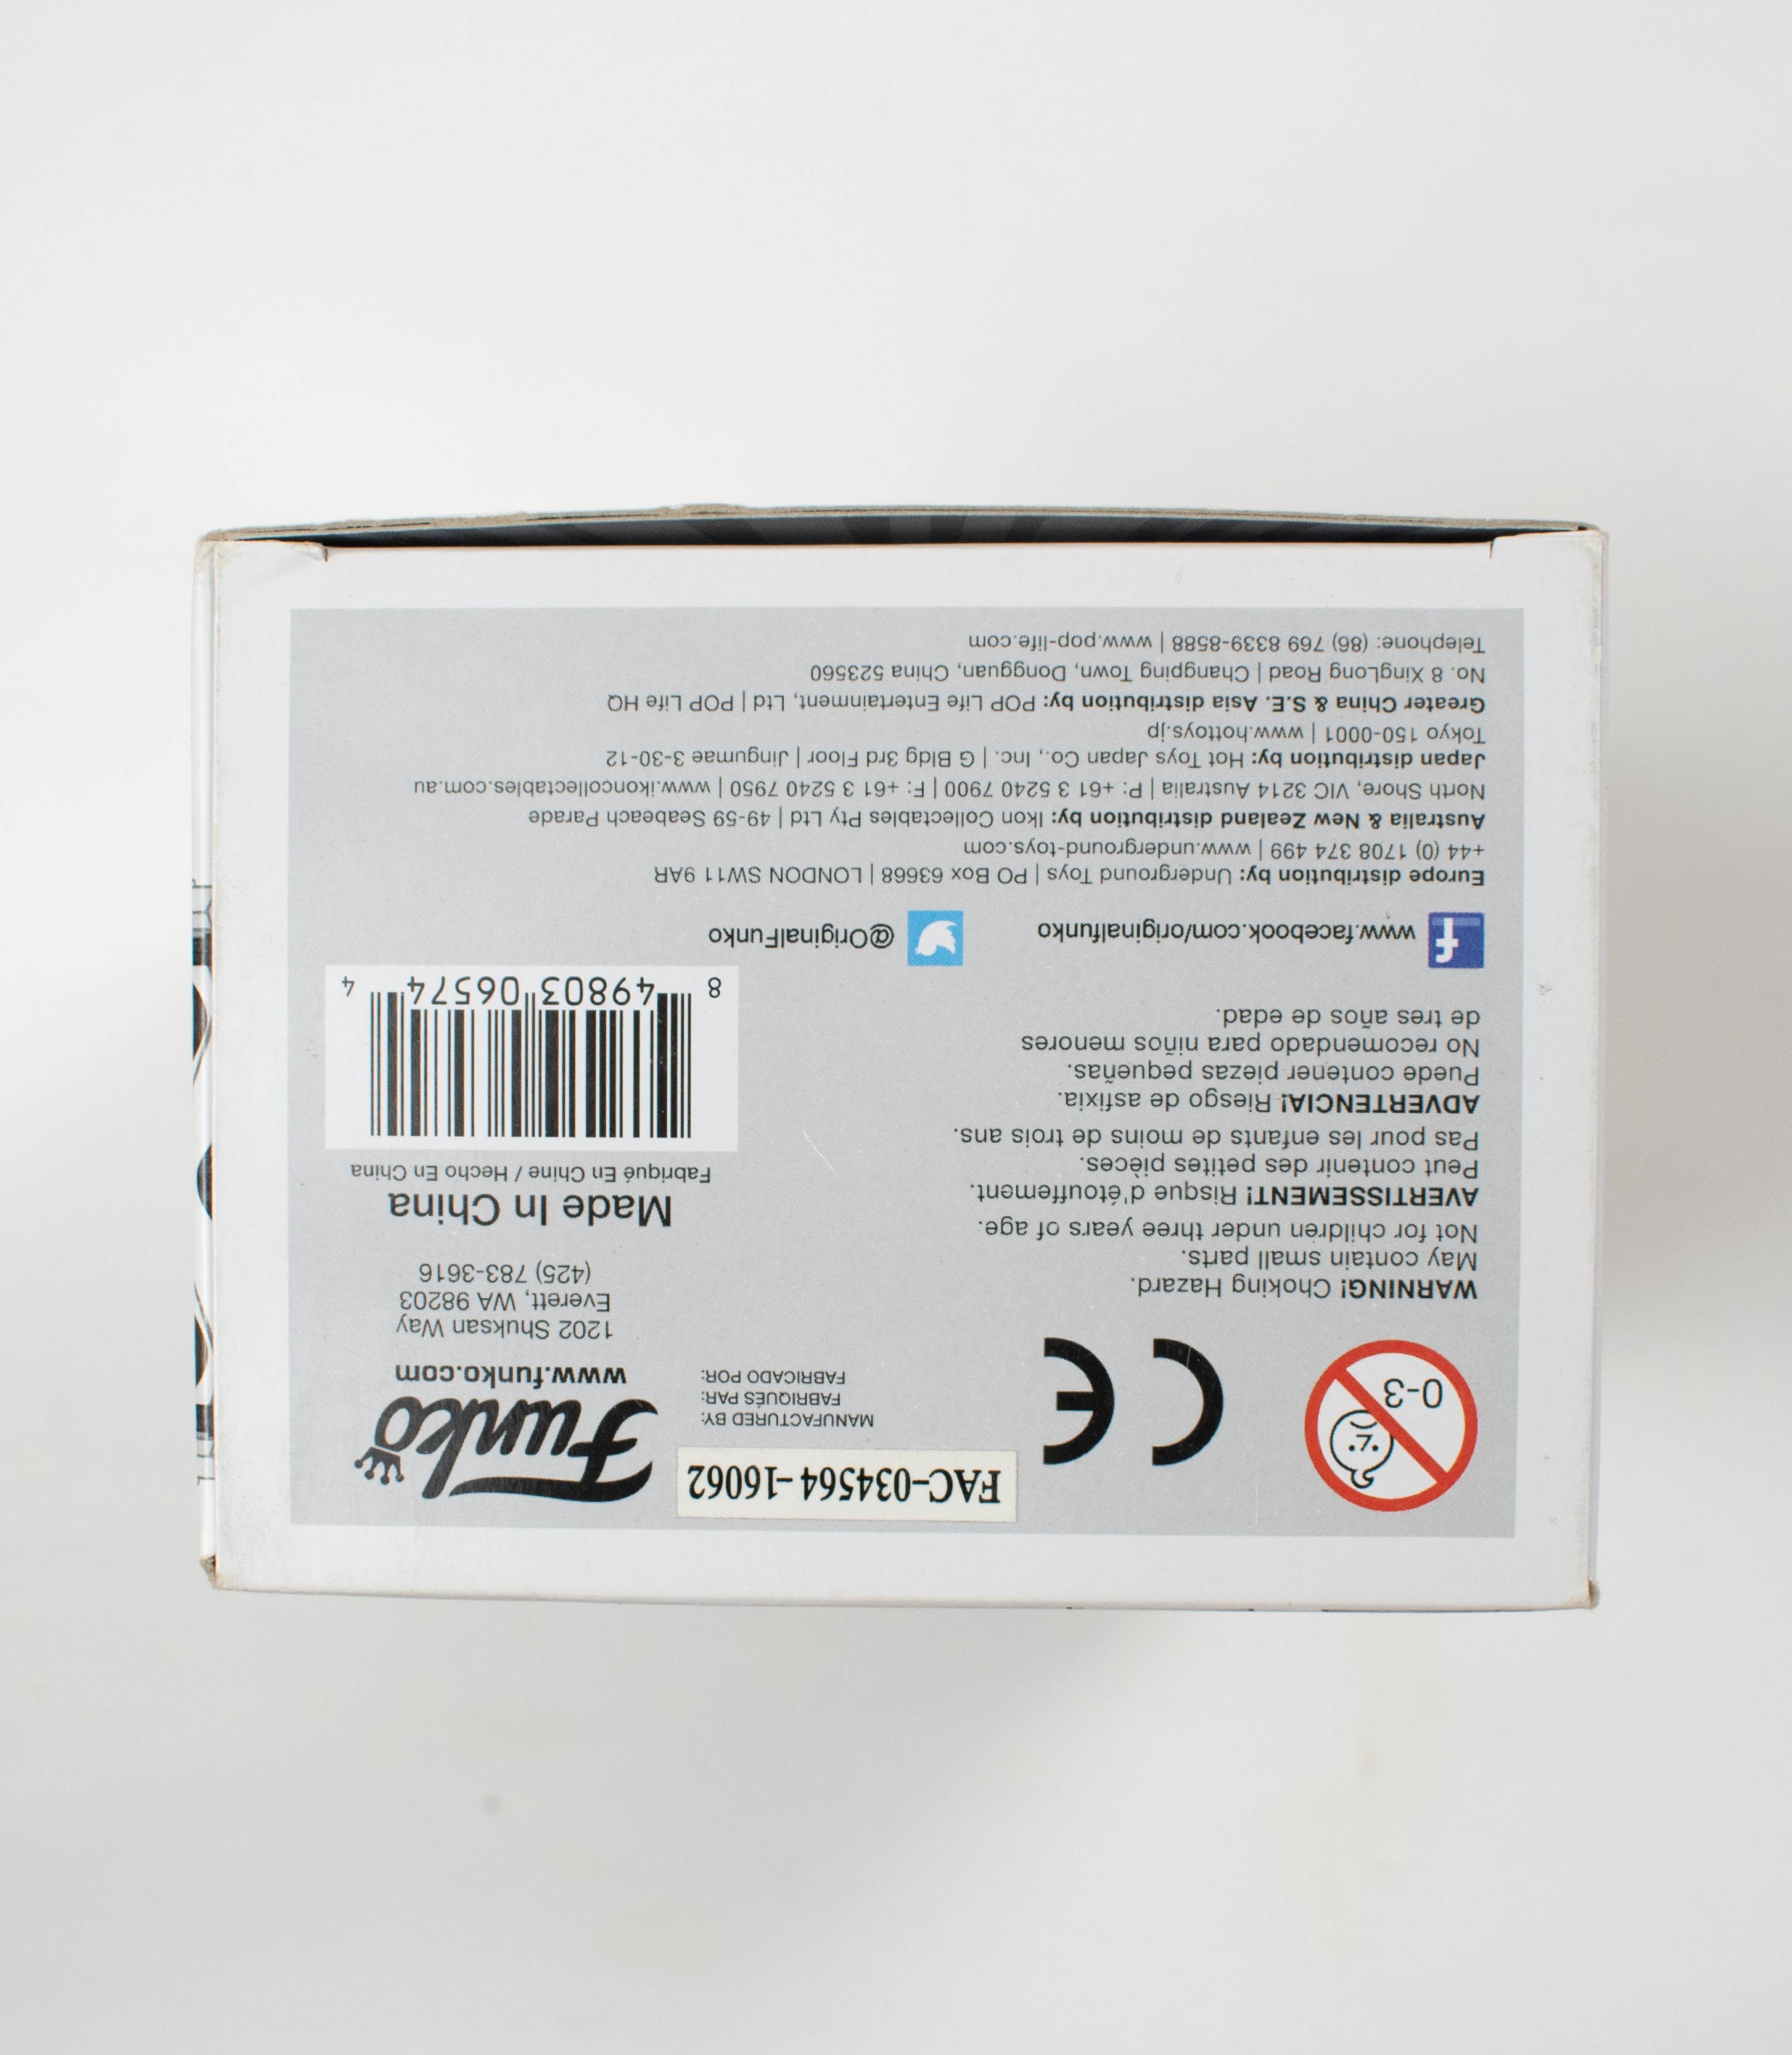 0-3
CE
FAC-034564-16062
MANUFACTURED BY:
FABRIQUÉS PAR:
FABRICADO POR:
Funko
www.funko.com
1202 Shuksan Way
Everett, WA 98203
(425) 783-3616
Made In China
Fabriqué En Chine / Hecho En China
8 49803 06574 4
WARNING! Choking Hazard.
May contain small parts.
Not for children under three years of age.
AVERTISSEMENT! Risque d'étouffement.
Peut contenir des petites pièces.
Pas pour les enfants de moins de trois ans.
ADVERTENCIA! Riesgo de asfixia.
Puede contener piezas pequeñas.
No recomendado para niños menores
de tres años de edad.
www.facebook.com/originalfunko
@OriginalFunko
Europe distribution by: Underground Toys | PO Box 63668 | LONDON SW11 9AR
+44 (0) 1708 374 499 | www.underground-toys.com
Australia & New Zealand distribution by: Ikon Collectables Pty Ltd | 49-59 Seabeach Parade
North Shore, VIC 3214 Australia | P: +61 3 5240 7900 | F: +61 3 5240 7950 | www.ikoncollectables.com.au
Japan distribution by: Hot Toys Japan Co., Inc. | G Bldg 3rd Floor | Jingumae 3-30-12
Tokyo 150-0001 | www.hottoys.jp
Greater China & S.E. Asia distribution by: POP Life Entertainment, Ltd | POP Life HQ
No. 8 XingLong Road | Changping Town, Dongguan, China 523560
Telephone: (86) 769 8339-8588 | www.pop-life.com